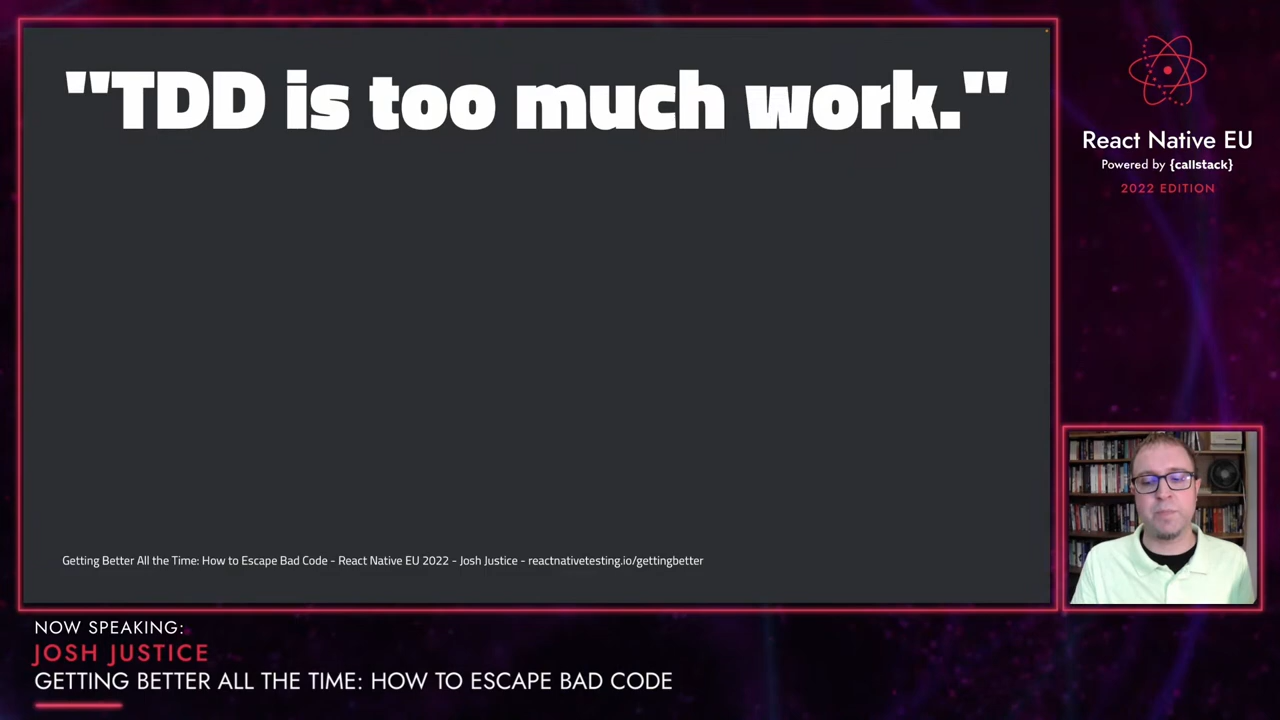 "TDD is too much work."
Getting Better All the Time: How to Escape Bad Code - React Native EU 2022 - Josh Justice - reactnativetesting.io/gettingbetter
React Native EU
Powered by {callstack}
2022 EDITION
NOW SPEAKING:
JOSH JUSTICE
GETTING BETTER ALL THE TIME: HOW TO ESCAPE BAD CODE